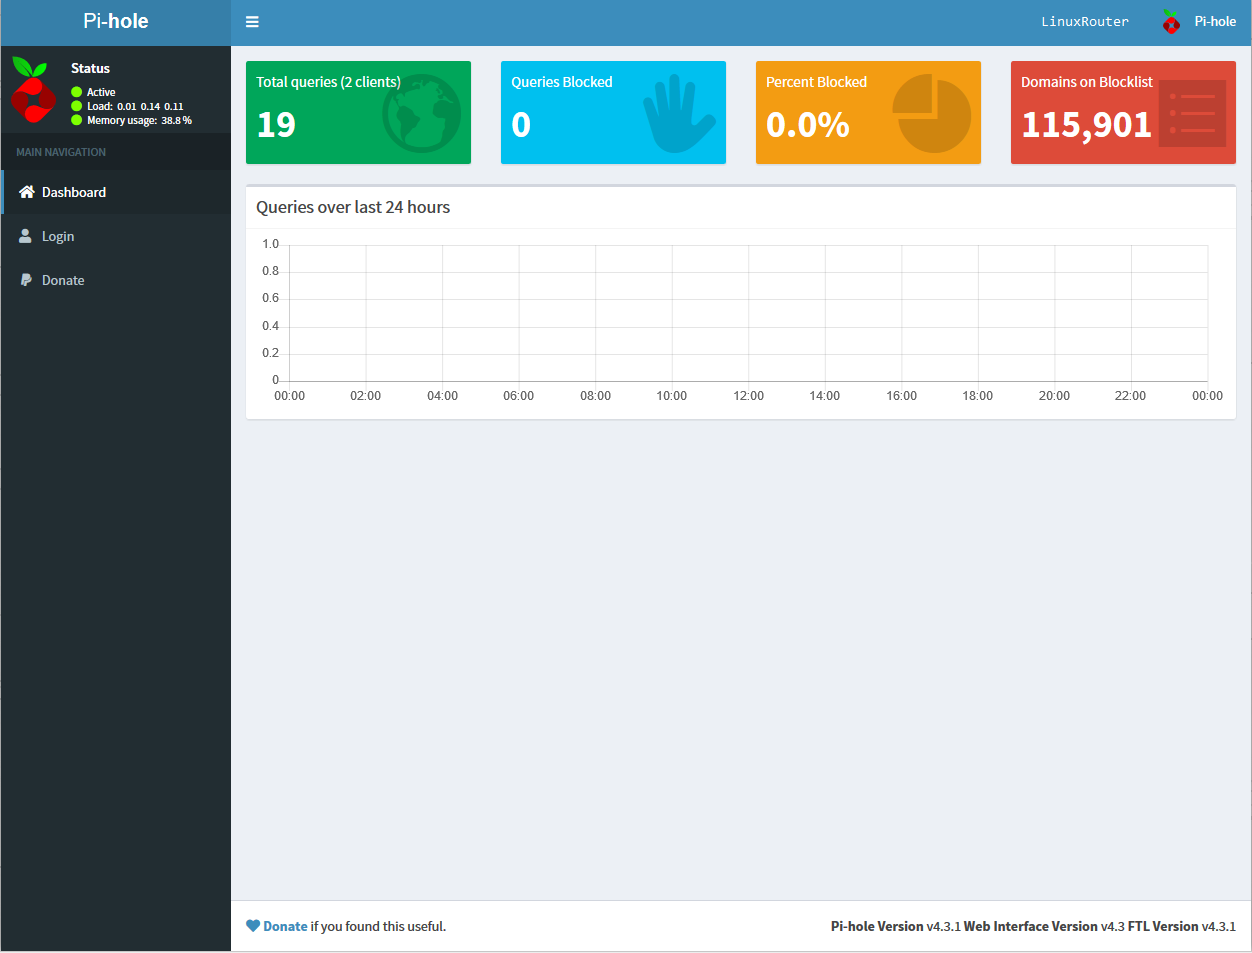 Pi-hole
LinuxRouter
Pi-hole
Status
Active
Load: 0.01 0.14 0.11
Memory usage: 38.8 %
MAIN NAVIGATION
Dashboard
Login
Donate
Total queries (2 clients)
19
Queries Blocked
0
Percent Blocked
0.0%
Domains on Blocklist
115,901
Queries over last 24 hours
1.0
0.8
0.6
0.4
0.2
0
00:00 02:00 04:00 06:00 08:00 10:00 12:00 14:00 16:00 18:00 20:00 22:00 00:00
Donate if you found this useful.
Pi-hole Version v4.3.1 Web Interface Version v4.3 FTL Version v4.3.1